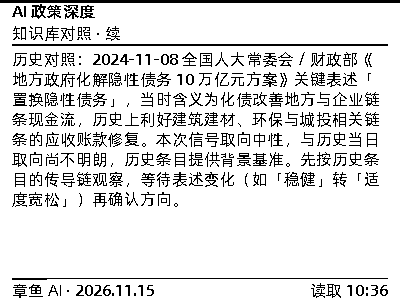 AI 政策深度
知识库对照 · 续
历史对照：2024-11-08 全国人大常委会 / 财政部《
地方政府化解隐性债务 10 万亿元方案》关键表述「
置换隐性债务」，当时含义为化债改善地方与企业链
条现金流，历史上利好建筑建材、环保与城投相关链
条的应收账款修复。本次信号取向中性，与历史当日
取向尚不明朗，历史条目提供背景基准。先按历史条
目的传导链观察，等待表述变化（如「稳健」转「适
度宽松」）再确认方向。
章鱼 AI · 2026.11.15
读取 10:36